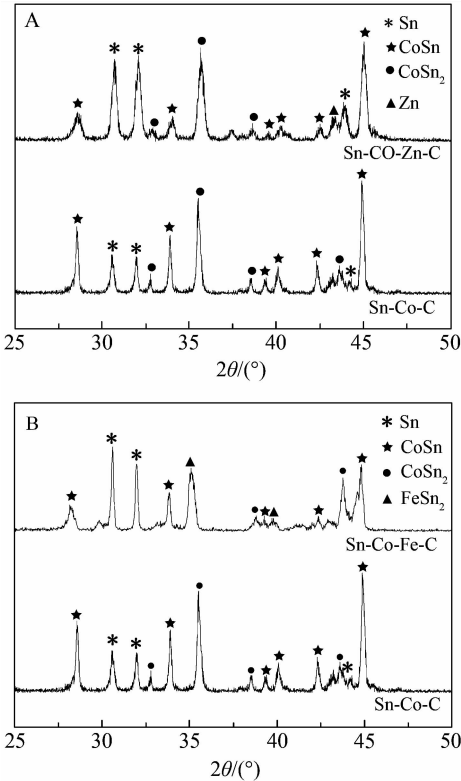 A
* Sn
★ CoSn
● CoSn₂
▲ Zn
Sn-CO-Zn-C
Sn-Co-C
25 30 35 40 45 50
2θ/(°)
B
* Sn
★ CoSn
● CoSn₂
▲ FeSn₂
Sn-Co-Fe-C
Sn-Co-C
25 30 35 40 45 50
2θ/(°)